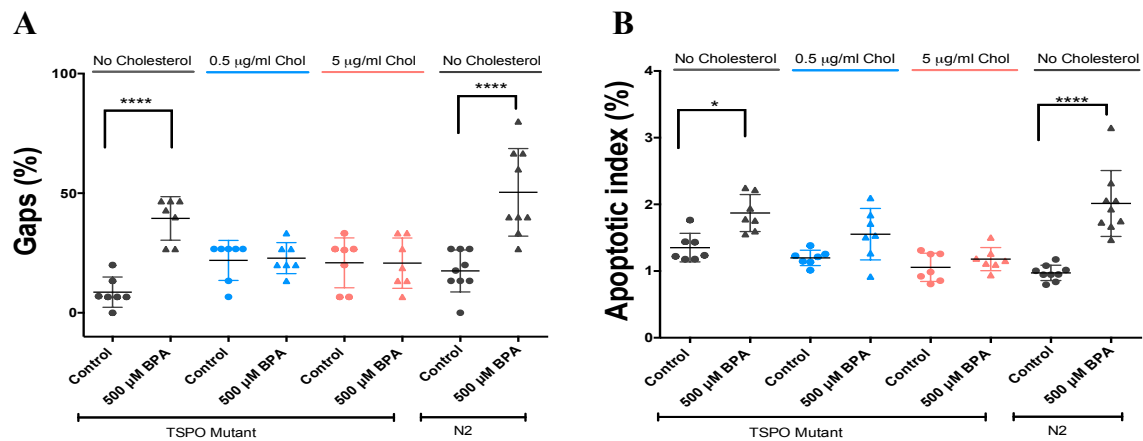 A
No Cholesterol 0.5 µg/ml Chol 5 µg/ml Chol No Cholesterol
100
50
0
Gaps (%)
**** ****
Control 500 µM BPA Control 500 µM BPA Control 500 µM BPA Control 500 µM BPA
TSPO Mutant N2
B
No Cholesterol 0.5 µg/ml Chol 5 µg/ml Chol No Cholesterol
4
3
2
1
0
Apoptotic index (%)
* ****
Control 500 µM BPA Control 500 µM BPA Control 500 µM BPA Control 500 µM BPA
TSPO Mutant N2